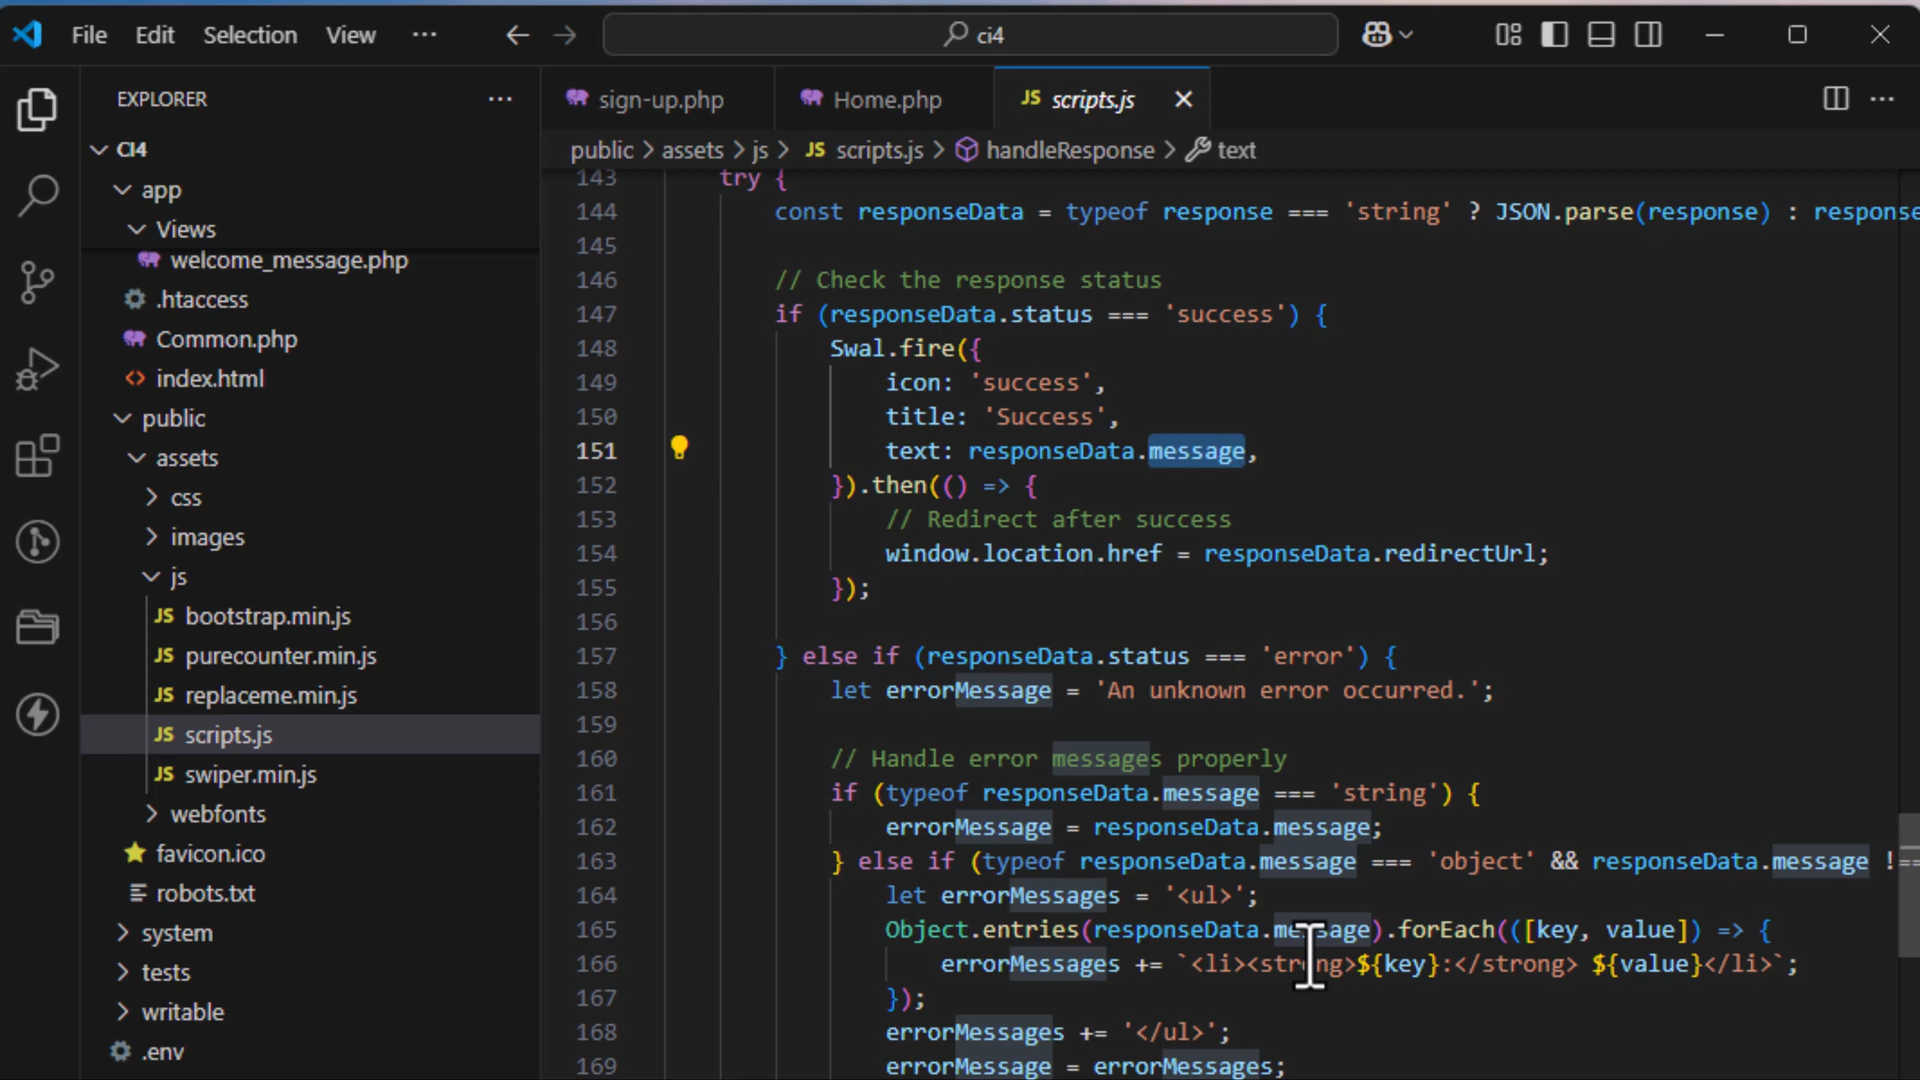 File Edit Selection View ··· ci4
EXPLORER ···
CI4
app
Views
welcome_message.php
.htaccess
Common.php
index.html
public
assets
css
images
js
JS bootstrap.min.js
JS purecounter.min.js
JS replaceme.min.js
JS scripts.js
JS swiper.min.js
webfonts
favicon.ico
robots.txt
system
tests
writable
.env
sign-up.php Home.php JS scripts.js
public > assets > js > JS scripts.js > handleResponse > text
143 try {
144 const responseData = typeof response === 'string' ? JSON.parse(response) : response
145
146 // Check the response status
147 if (responseData.status === 'success') {
148 Swal.fire({
149 icon: 'success',
150 title: 'Success',
151 text: responseData.message,
152 }).then(() => {
153 // Redirect after success
154 window.location.href = responseData.redirectUrl;
155 });
156
157 } else if (responseData.status === 'error') {
158 let errorMessage = 'An unknown error occurred.';
159
160 // Handle error messages properly
161 if (typeof responseData.message === 'string') {
162 errorMessage = responseData.message;
163 } else if (typeof responseData.message === 'object' && responseData.message !==
164 let errorMessages = '<ul>';
165 Object.entries(responseData.message).forEach(([key, value]) => {
166 errorMessages += `<li><strong>${key}:</strong> ${value}</li>`;
167 });
168 errorMessages += '</ul>';
169 errorMessage = errorMessages;